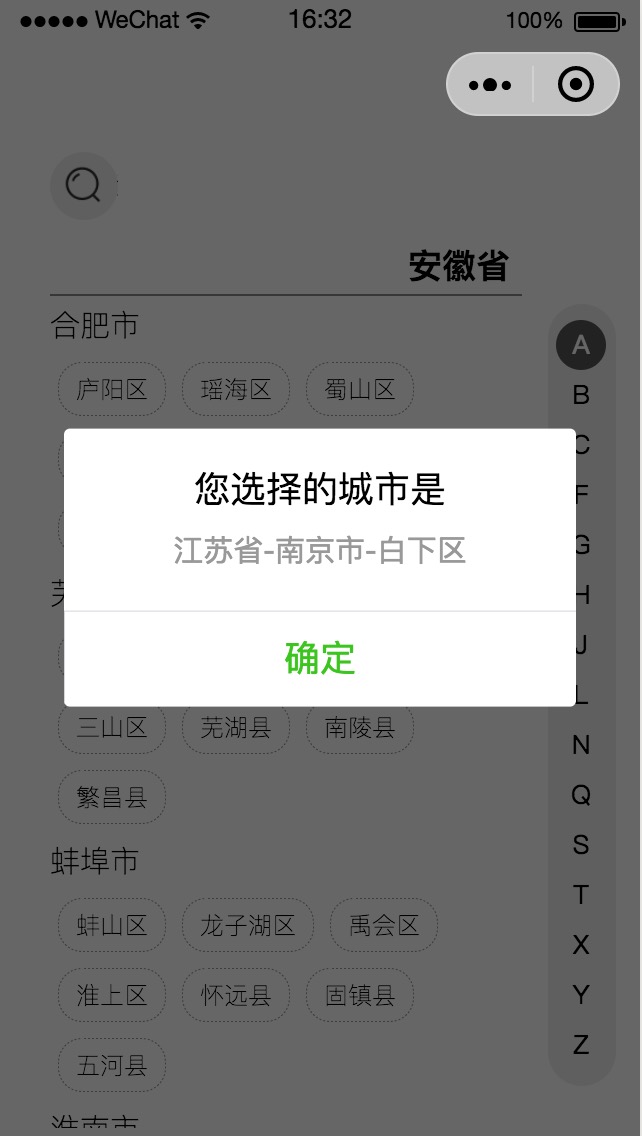 WeChat 16:32 100%
安徽省
合肥市
庐阳区 瑶海区 蜀山区
您选择的城市是
江苏省-南京市-白下区
确定
三山区 芜湖县 南陵县
繁昌县
蚌埠市
蚌山区 龙子湖区 禹会区
淮上区 怀远县 固镇县
五河县
淮南市
A
B
C
F
G
H
J
L
N
Q
S
T
X
Y
Z